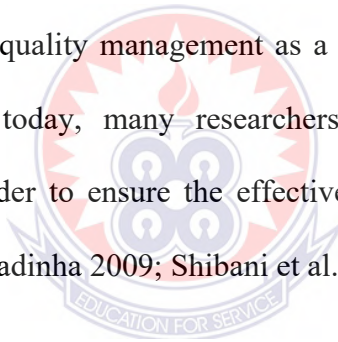 quality management as a
today, many researchers
der to ensure the effective
adinha 2009; Shibani et al.
EDUCATION FOR SERVICE